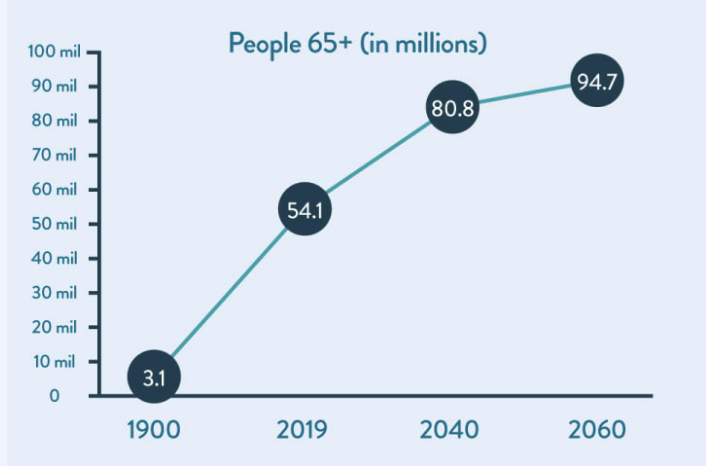 People 65+ (in millions)
100 mil
90 mil
80 mil
70 mil
60 mil
50 mil
40 mil
30 mil
20 mil
10 mil
0
3.1
54.1
80.8
94.7
1900
2019
2040
2060